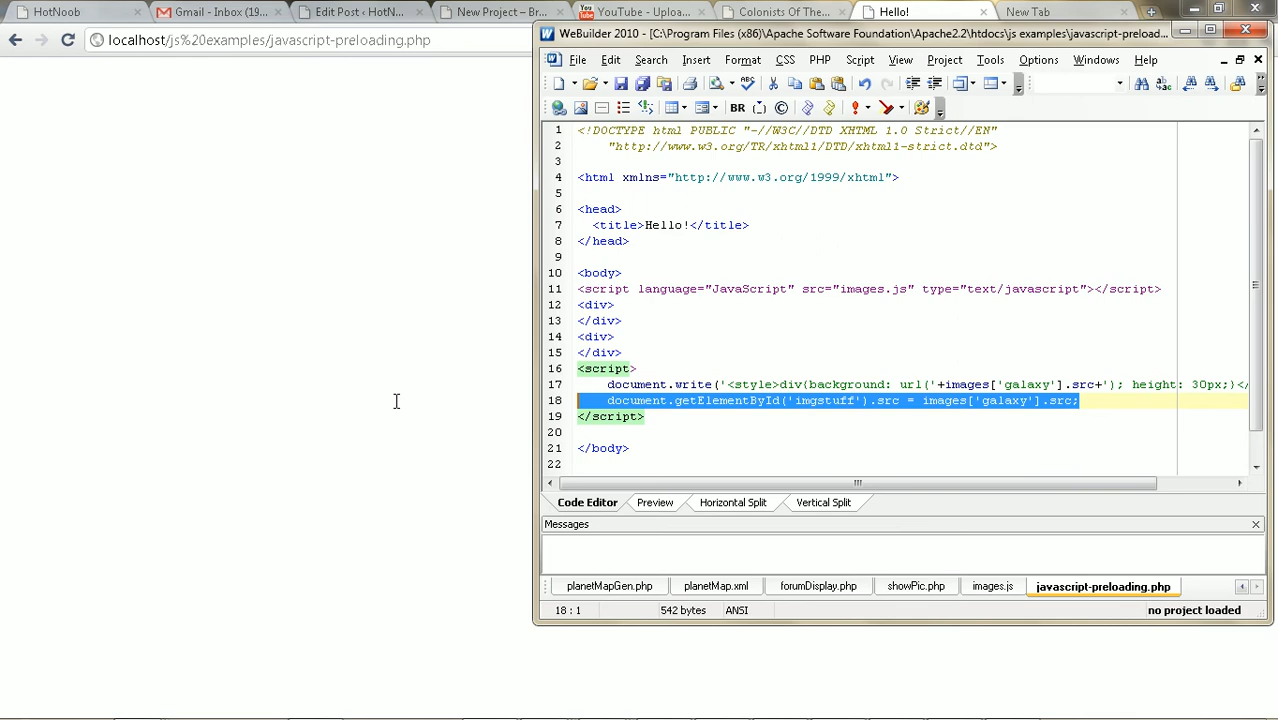 HotNoob
Gmail - Inbox (19...
Edit Post ‹ HotN...
New Project – Br...
YouTube - Uploa...
Colonists Of The...
Hello!
New Tab
localhost/js%20examples/javascript-preloading.php
WeBuilder 2010 - [C:\Program Files (x86)\Apache Software Foundation\Apache2.2\htdocs\js examples\javascript-preload...
File Edit Search Insert Format CSS PHP Script View Project Tools Options Windows Help
BR
1 <!DOCTYPE html PUBLIC "-//W3C//DTD XHTML 1.0 Strict//EN"
2 "http://www.w3.org/TR/xhtml1/DTD/xhtml1-strict.dtd">
3
4 <html xmlns="http://www.w3.org/1999/xhtml">
5
6 <head>
7 <title>Hello!</title>
8 </head>
9
10 <body>
11 <script language="JavaScript" src="images.js" type="text/javascript"></script>
12 <div>
13 </div>
14 <div>
15 </div>
16 <script>
17 document.write('<style>div{background: url('+images['galaxy'].src+'); height: 30px;}</
18 document.getElementById('imgstuff').src = images['galaxy'].src;
19 </script>
20
21 </body>
22
Code Editor Preview Horizontal Split Vertical Split
Messages
planetMapGen.php planetMap.xml forumDisplay.php showPic.php images.js javascript-preloading.php
18 : 1 542 bytes ANSI no project loaded